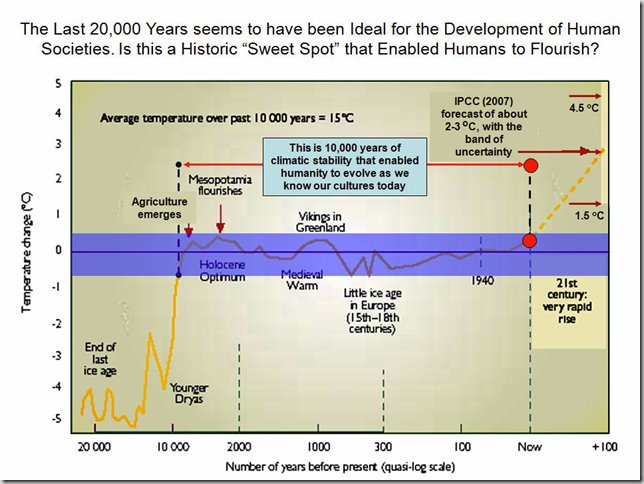 The Last 20,000 Years seems to have been Ideal for the Development of Human
Societies. Is this a Historic “Sweet Spot” that Enabled Humans to Flourish?
Average temperature over past 10 000 years = 15°C
IPCC (2007)
forecast of about
2-3 °C, with the
band of
uncertainty
4.5 °C
1.5 °C
This is 10,000 years of
climatic stability that enabled
humanity to evolve as we
know our cultures today
Mesopotamia
flourishes
Agriculture
emerges
Vikings in
Greenland
Holocene
Optimum
Medieval
Warm
Little ice age
in Europe
(15th–18th
centuries)
1940
21st
century:
very rapid
rise
End of
last
ice age
Younger
Dryas
Temperature change (°C)
5
4
3
2
1
0
-1
-2
-3
-4
-5
20 000
10 000
2000
1000
300
100
Now
+100
Number of years before present (quasi-log scale)